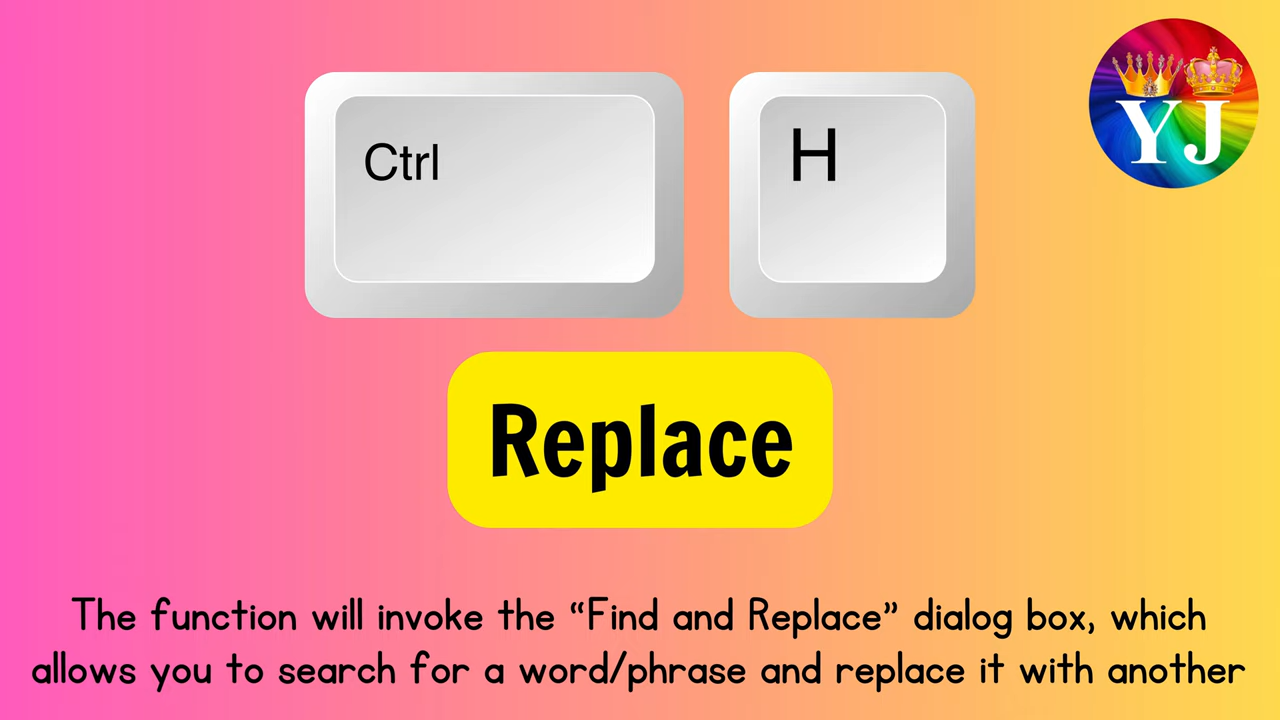 YJ
Ctrl
H
Replace
The function will invoke the “Find and Replace” dialog box, which
allows you to search for a word/phrase and replace it with another